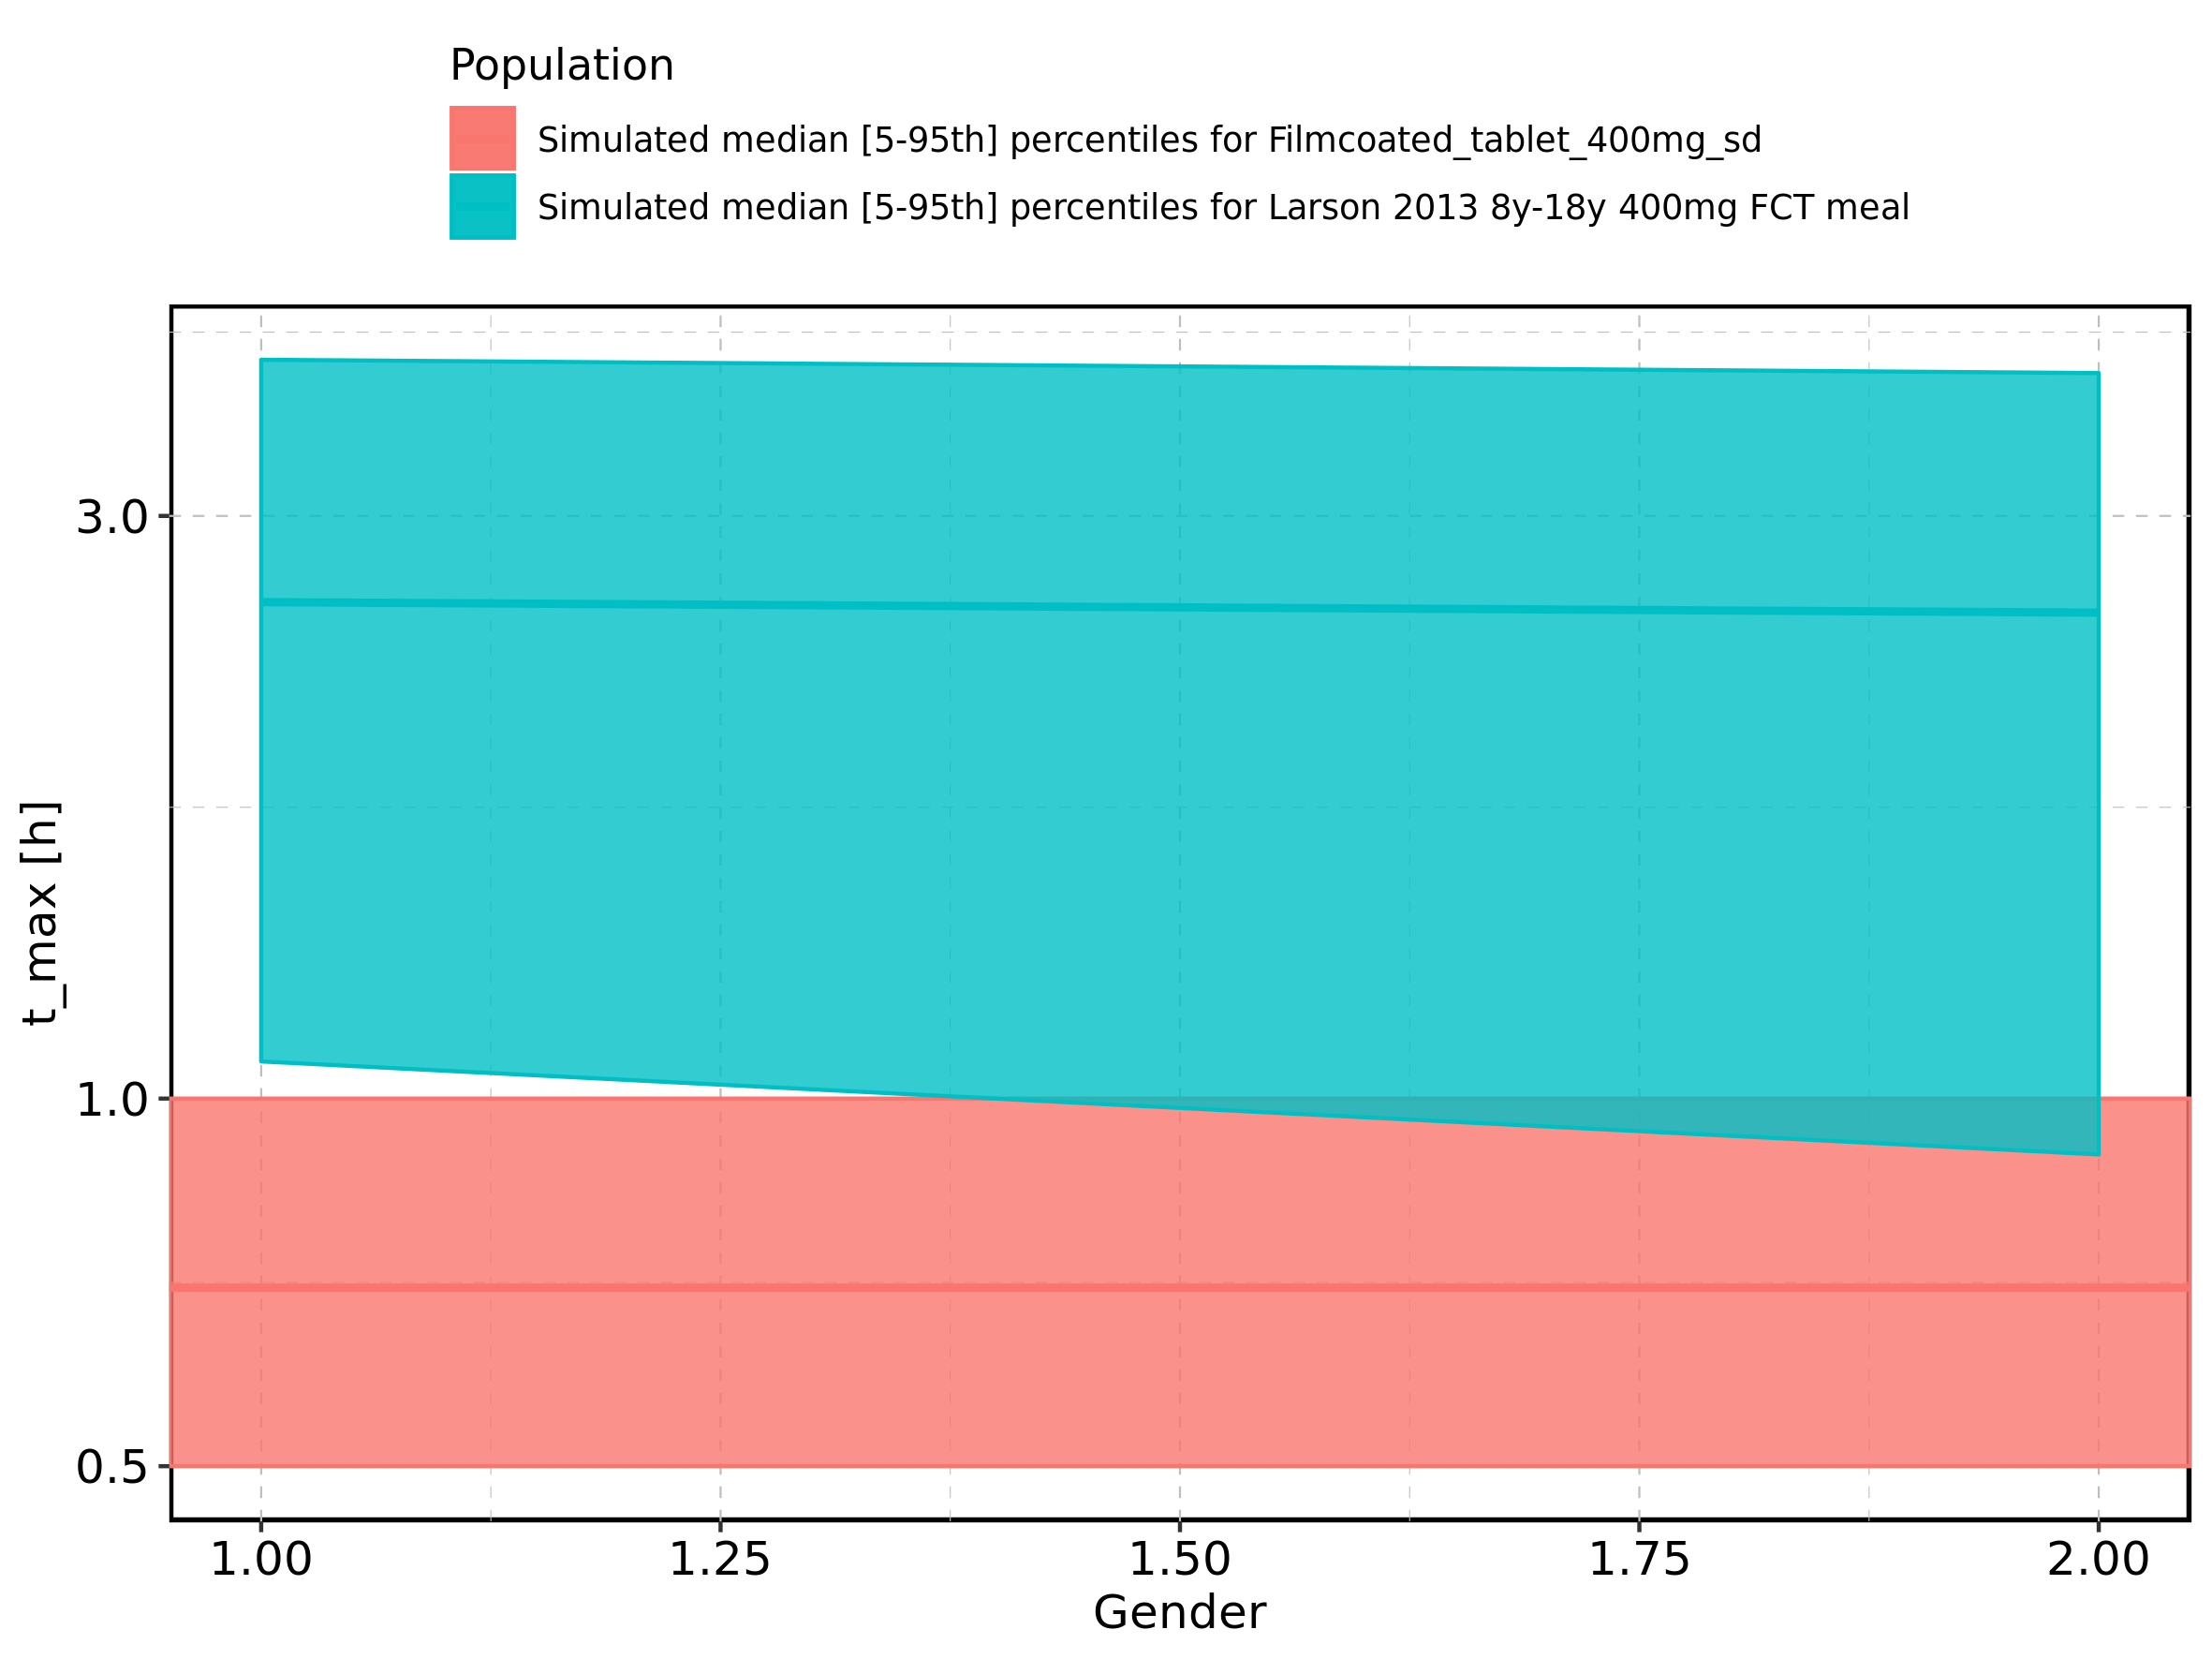 Population
Simulated median [5-95th] percentiles for Filmcoated_tablet_400mg_sd
Simulated median [5-95th] percentiles for Larson 2013 8y-18y 400mg FCT meal
t_max [h]
3.0
1.0
0.5
1.00 1.25 1.50 1.75 2.00
Gender